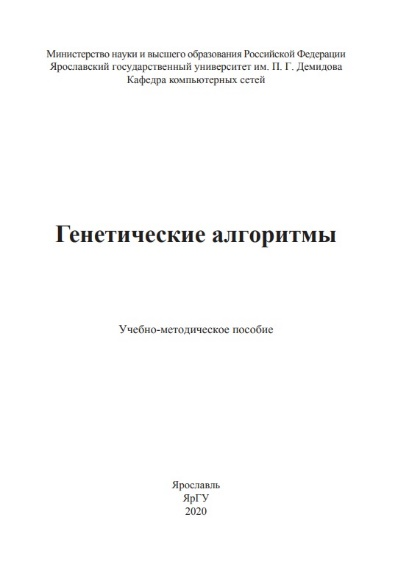 Министерство науки и высшего образования Российской Федерации
Ярославский государственный университет им. П. Г. Демидова
Кафедра компьютерных сетей
Генетические алгоритмы
Учебно-методическое пособие
Ярославль
ЯрГУ
2020